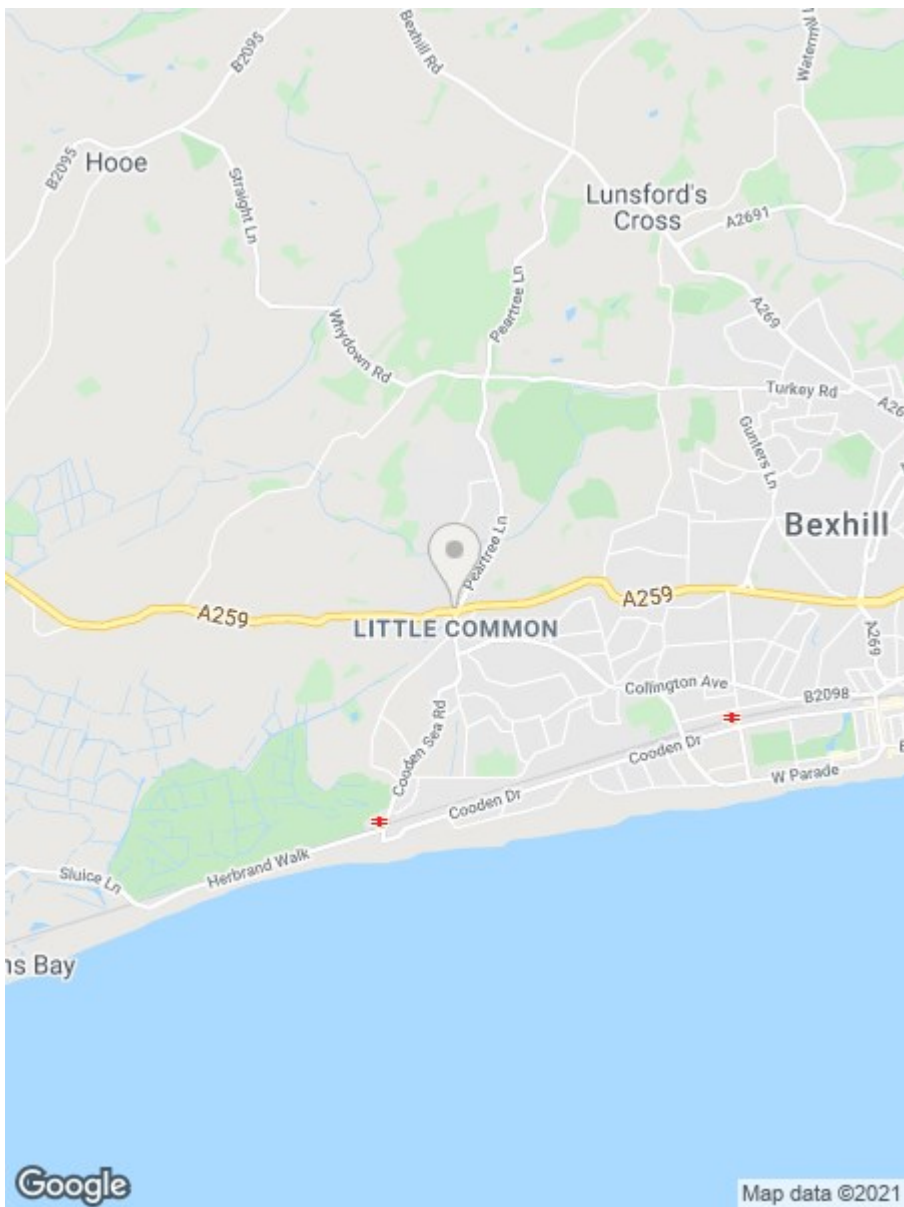 B2095
Bexhill Rd
Hooe
B2095
Straight Ln
Lunsford's
Cross
A2691
Peartree Ln
A269
Whydown Rd
Turkey Rd
Gunters Ln
Bexhill
Peartree Ln
A259
A259
LITTLE COMMON
A269
Collington Ave
B2098
Cooden Sea Rd
Cooden Dr
W Parade
Cooden Dr
Herbrand Walk
Sluice Ln
ns Bay
Google
Map data ©2021